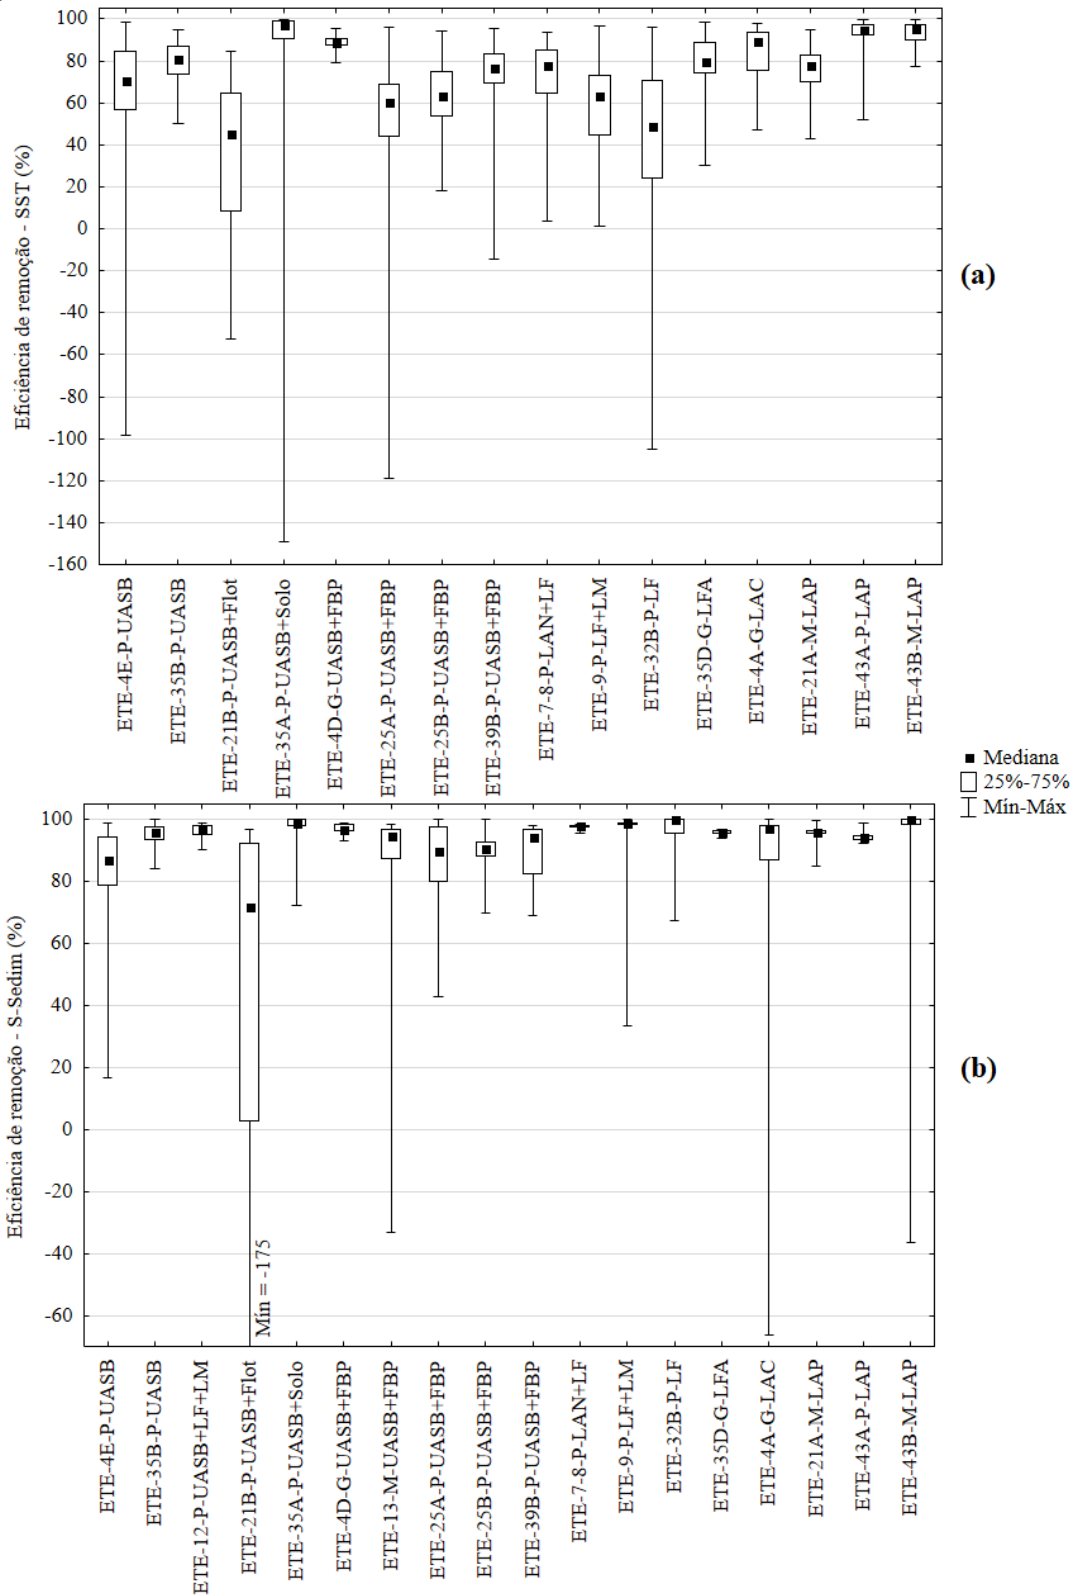 Eficiência de remoção - SST (%)
100
80
60
40
20
0
-20
-40
-60
-80
-100
-120
-140
-160
ETE-4E-P-UASB
ETE-35B-P-UASB
ETE-21B-P-UASB+Flot
ETE-35A-P-UASB+Solo
ETE-4D-G-UASB+FBP
ETE-25A-P-UASB+FBP
ETE-25B-P-UASB+FBP
ETE-39B-P-UASB+FBP
ETE-7-8-P-LAN+LF
ETE-9-P-LF+LM
ETE-32B-P-LF
ETE-35D-G-LFA
ETE-4A-G-LAC
ETE-21A-M-LAP
ETE-43A-P-LAP
ETE-43B-M-LAP
(a)
Mediana
25%-75%
Mín-Máx
Eficiência de remoção - S-Sedim (%)
100
80
60
40
20
0
-20
-40
-60
Mín = -175
ETE-4E-P-UASB
ETE-35B-P-UASB
ETE-12-P-UASB+LF+LM
ETE-21B-P-UASB+Flot
ETE-35A-P-UASB+Solo
ETE-4D-G-UASB+FBP
ETE-13-M-UASB+FBP
ETE-25A-P-UASB+FBP
ETE-25B-P-UASB+FBP
ETE-39B-P-UASB+FBP
ETE-7-8-P-LAN+LF
ETE-9-P-LF+LM
ETE-32B-P-LF
ETE-35D-G-LFA
ETE-4A-G-LAC
ETE-21A-M-LAP
ETE-43A-P-LAP
ETE-43B-M-LAP
(b)